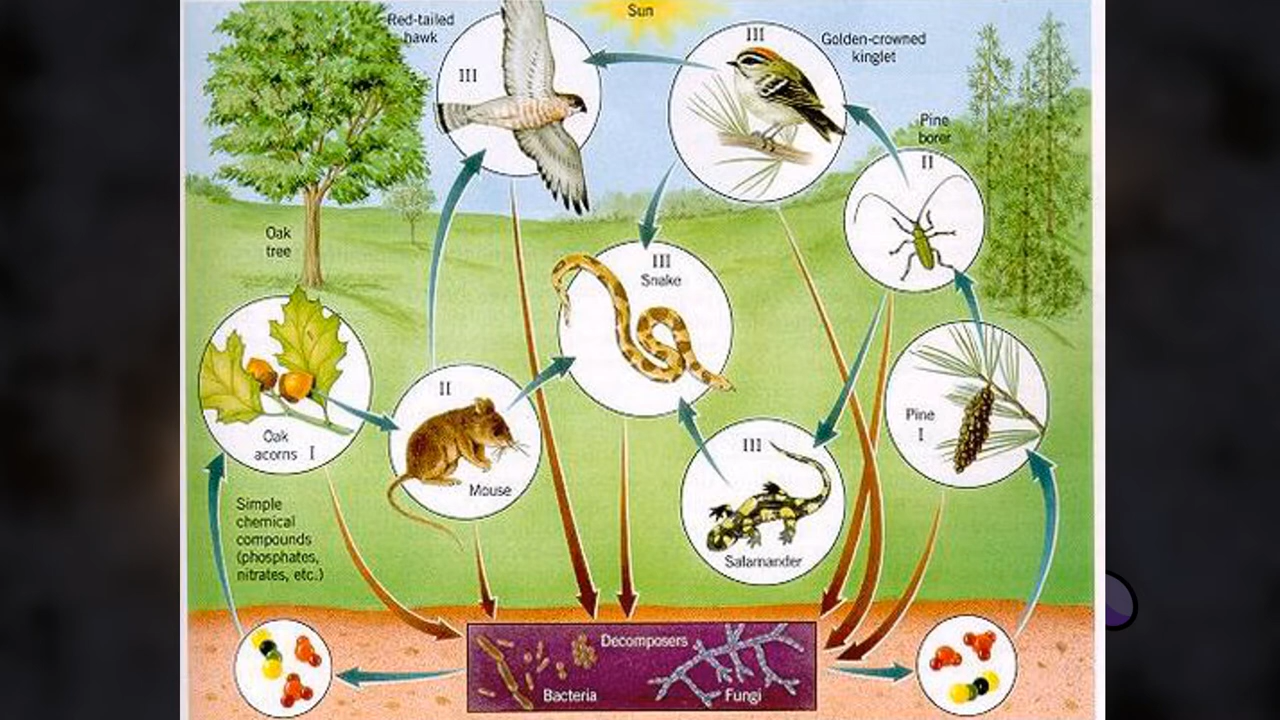 Sun
Red-tailed
hawk
III
III
Golden-crowned
kinglet
Pine
borer
II
Oak
tree
III
Snake
Oak
acorns I
II
Mouse
III
Salamander
Pine
I
Simple
chemical
compounds
(phosphates,
nitrates, etc.)
Decomposers
Bacteria
Fungi